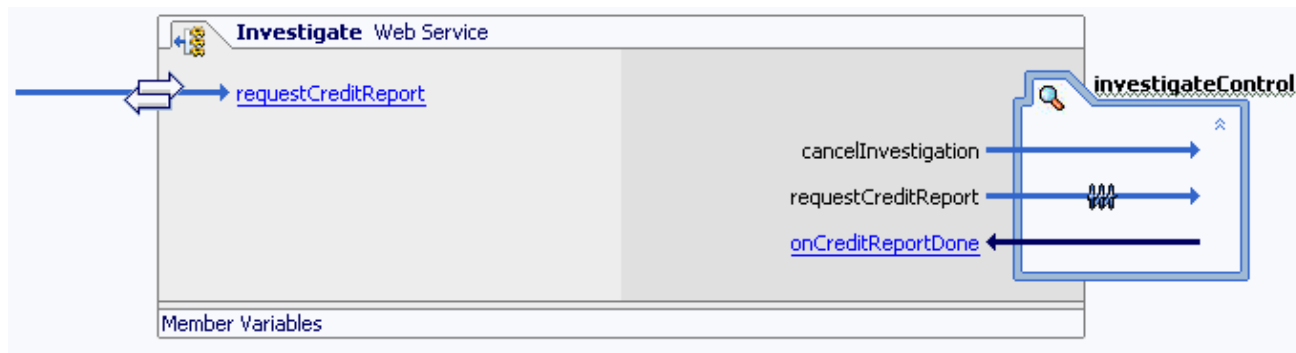 Investigate Web Service
requestCreditReport
investigateControl
cancelInvestigation
requestCreditReport
onCreditReportDone
Member Variables